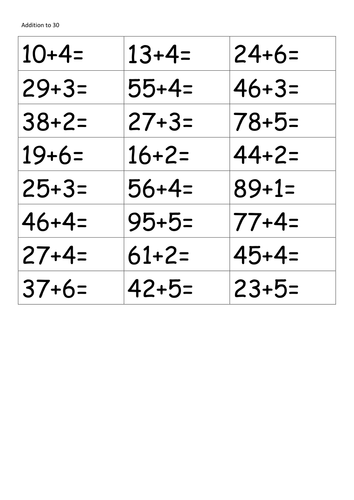 Addition to 30
10+4= 13+4= 24+6=
29+3= 55+4= 46+3=
38+2= 27+3= 78+5=
19+6= 16+2= 44+2=
25+3= 56+4= 89+1=
46+4= 95+5= 77+4=
27+4= 61+2= 45+4=
37+6= 42+5= 23+5=